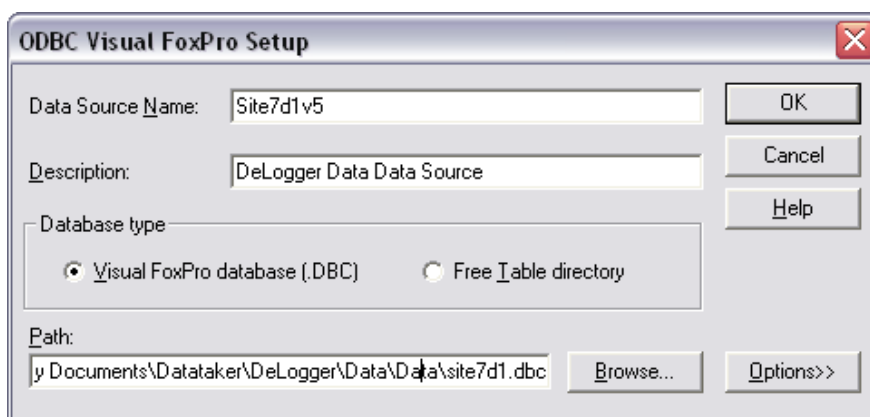 ODBC Visual FoxPro Setup
Data Source Name: Site7d1v5 OK
Description: DeLogger Data Data Source Cancel
Help
Database type
Visual FoxPro database (.DBC) Free Table directory
Path:
y Documents\Datataker\DeLogger\Data\Data\site7d1.dbc Browse... Options>>